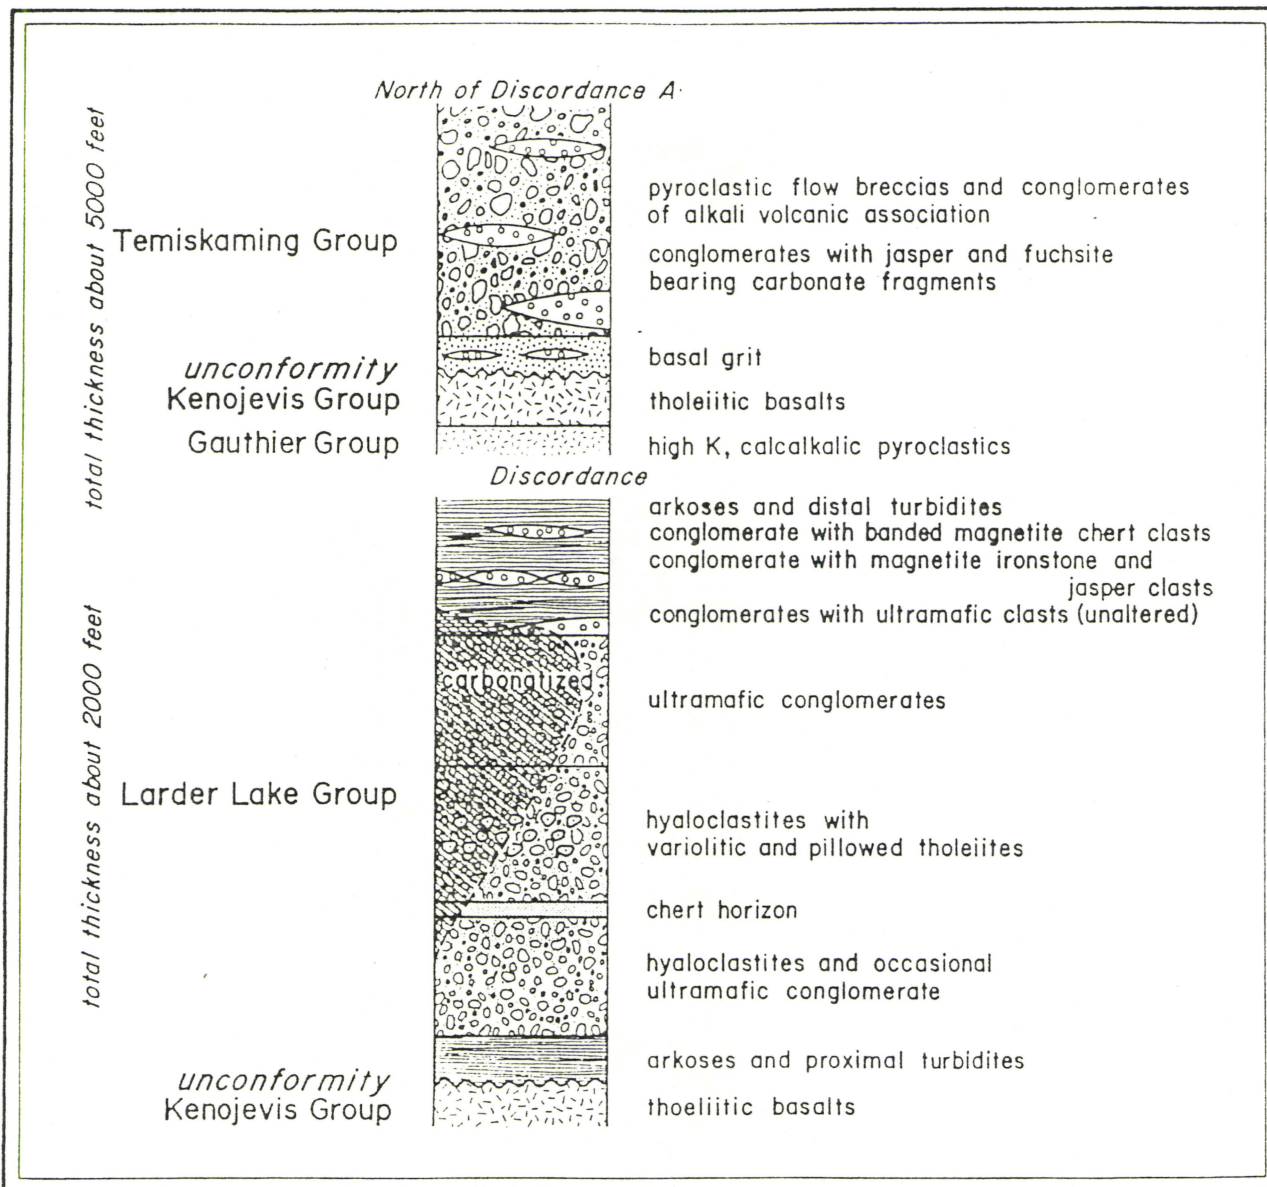 North of Discordance A
total thickness about 5000 feet
pyroclastic flow breccias and conglomerates
of alkali volcanic association
Temiskaming Group
conglomerates with jasper and fuchsite
bearing carbonate fragments
unconformity
basal grit
Kenojevis Group
tholeiitic basalts
Gauthier Group
high K, calcalkalic pyroclastics
Discordance
arkoses and distal turbidites
conglomerate with banded magnetite chert clasts
conglomerate with magnetite ironstone and
jasper clasts
conglomerates with ultramafic clasts (unaltered)
total thickness about 2000 feet
carbonatized
ultramafic conglomerates
Larder Lake Group
hyaloclastites with
variolitic and pillowed tholeiites
chert horizon
hyaloclastites and occasional
ultramafic conglomerate
arkoses and proximal turbidites
unconformity
Kenojevis Group
thoeliitic basalts